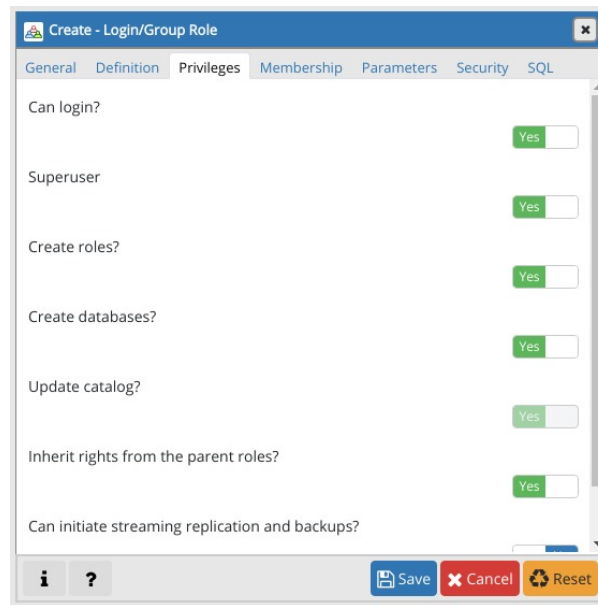 Create - Login/Group Role
General Definition Privileges Membership Parameters Security SQL
Can login?
Yes
Superuser
Yes
Create roles?
Yes
Create databases?
Yes
Update catalog?
Yes
Inherit rights from the parent roles?
Yes
Can initiate streaming replication and backups?
i ? Save Cancel Reset